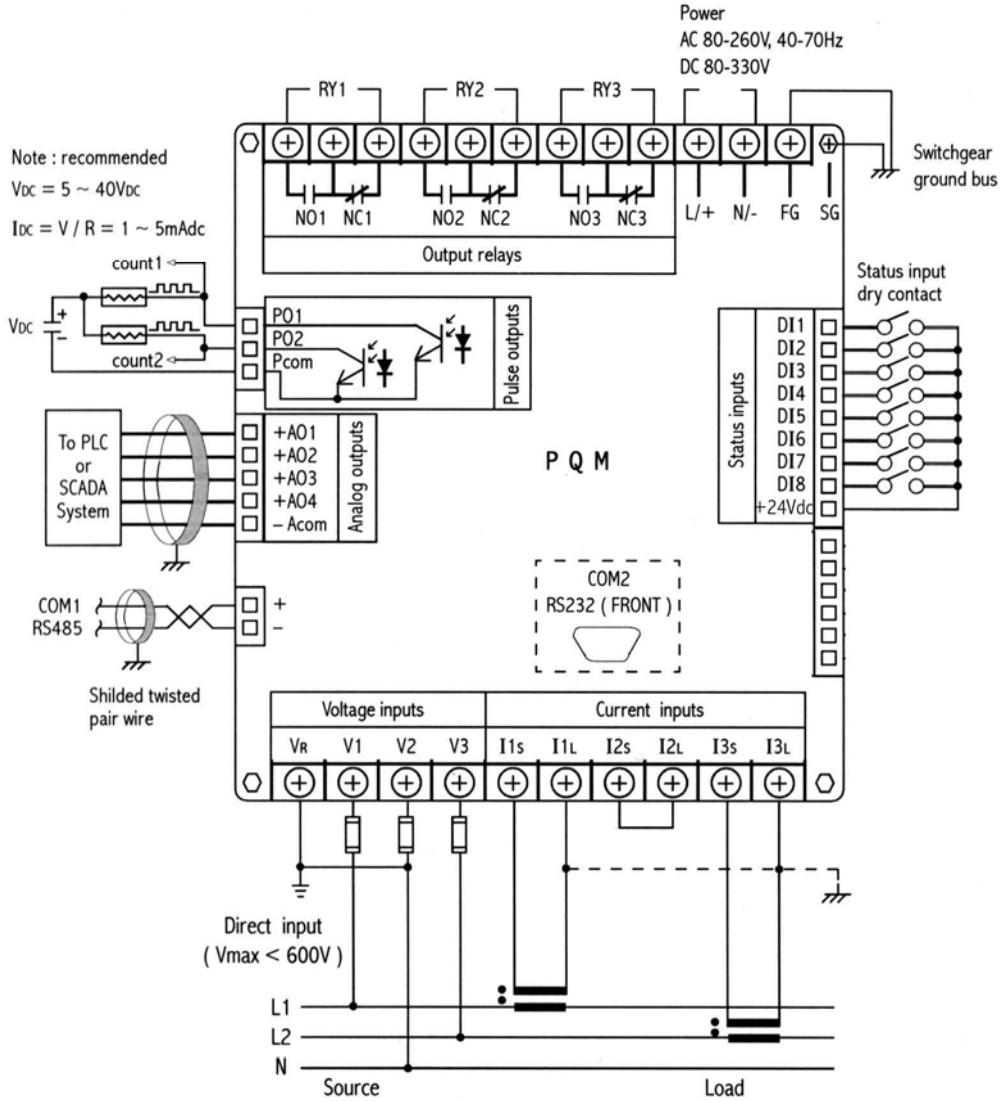 Power
AC 80-260V, 40-70Hz
DC 80-330V
RY1 RY2 RY3
Note : recommended
VDC = 5 ~ 40VDC
IDC = V / R = 1 ~ 5mAdc
Switchgear
ground bus
NO1 NC1 NO2 NC2 NO3 NC3 L/+ N/- FG SG
Output relays
count1
VDC
count2
PO1
PO2
Pcom
Pulse outputs
Status input
dry contact
DI1
DI2
DI3
DI4
DI5
DI6
DI7
DI8
+24Vdc
Status inputs
To PLC
or
SCADA
System
+AO1
+AO2
+AO3
+AO4
- Acom
Analog outputs
P Q M
COM2
RS232 ( FRONT )
COM1
RS485
+
-
Shilded twisted
pair wire
Voltage inputs Current inputs
VR V1 V2 V3 I1S I1L I2S I2L I3S I3L
Direct input
( Vmax < 600V )
L1
L2
N
Source Load